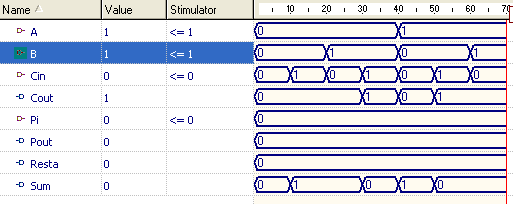 Name Value Stimulator 10 20 30 40 50 60 70
A 1 <= 1 0 1
B 1 <= 1 0 1 0 1
Cin 0 <= 0 0 1 0 1 0 1 0
Cout 1 0 1 0 1
Pi 0 <= 0 0
Pout 0 0
Resta 0 0
Sum 0 0 1 0 1 0